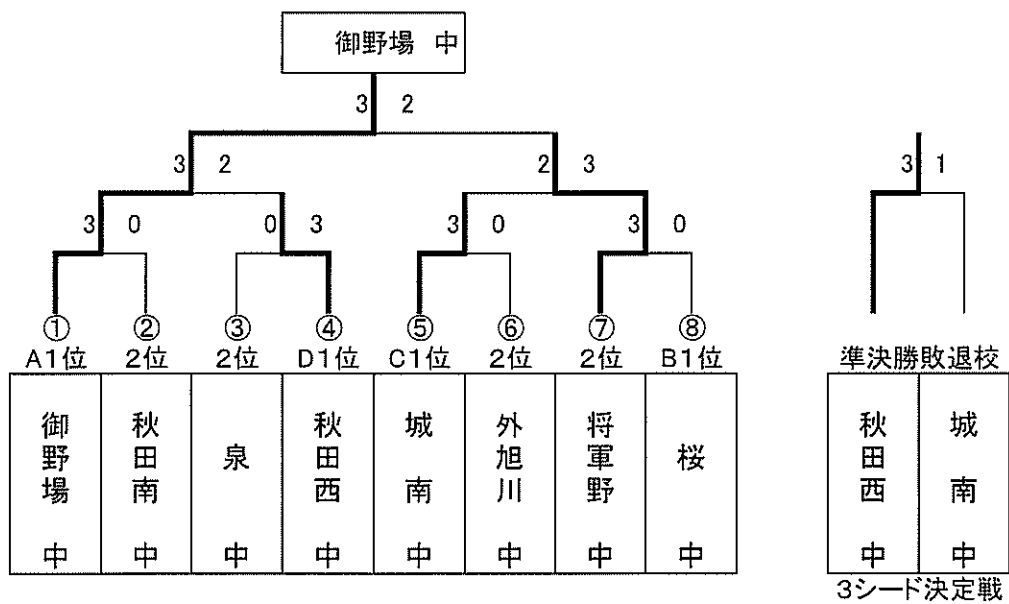 御野場 中
3 2
3 2 2 3 3 1
3 0 0 3 3 0 3 0
① ② ③ ④ ⑤ ⑥ ⑦ ⑧
A1位 2位 2位 D1位 C1位 2位 2位 B1位 準決勝敗退校
御野場中 秋田南中 泉中 秋田西中 城南中 外旭川中 将軍野中 桜中 秋田西中 城南中
3シード決定戦